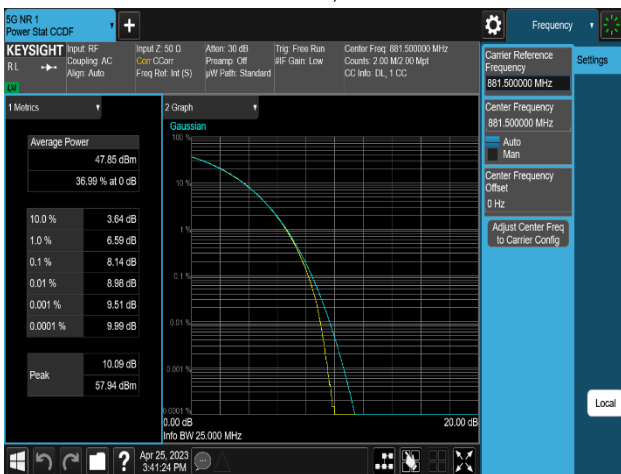 5G NR 1
Power Stat CCDF
Frequency
KEYSIGHT
R L
LW
Input: RF
Coupling: AC
Align: Auto
Input Z: 50 Ω
Corr CCorr
Freq Ref: Int (S)
Atten: 30 dB
Preamp: Off
µW Path: Standard
Trig: Free Run
#IF Gain: Low
Center Freq: 881.500000 MHz
Counts: 2.00 M/2.00 Mpt
CC Info: DL, 1 CC
1 Metrics
Average Power
47.85 dBm
36.99 % at 0 dB
10.0 % 3.64 dB
1.0 % 6.59 dB
0.1 % 8.14 dB
0.01 % 8.98 dB
0.001 % 9.51 dB
0.0001 % 9.99 dB
Peak
10.09 dB
57.94 dBm
2 Graph
Gaussian
100 %
10 %
1 %
0.1 %
0.01 %
0.001 %
0.0001 %
0.00 dB 20.00 dB
Info BW 25.000 MHz
Carrier Reference
Frequency
881.500000 MHz
Center Frequency
881.500000 MHz
Auto
Man
Center Frequency
Offset
0 Hz
Adjust Center Freq
to Carrier Config
Settings
Local
?
Apr 25, 2023
3:41:24 PM